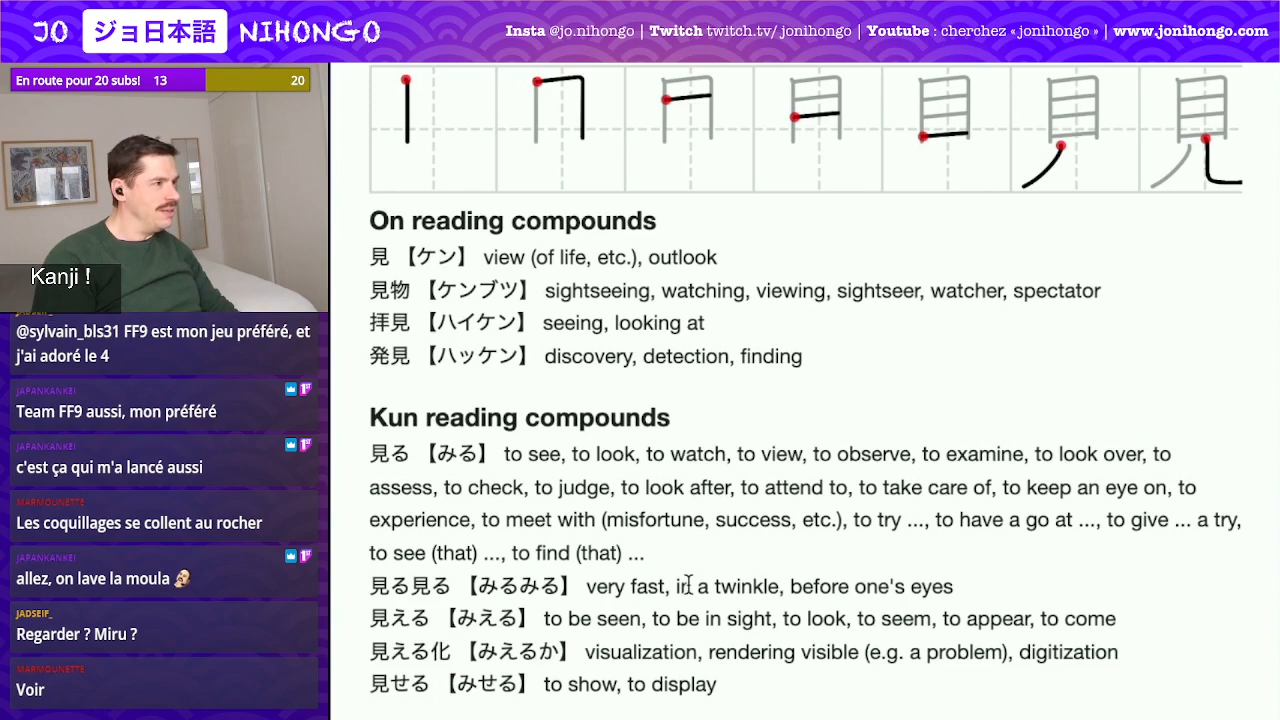 JO ジョ日本語 NIHONGO
Insta @jo.nihongo | Twitch twitch.tv/jonihongo | Youtube : cherchez « jonihongo » | www.jonihongo.com
En route pour 20 subs! 13 20
Kanji !
@sylvain_bls31 FF9 est mon jeu préféré, et
j'ai adoré le 4
JAPANKANKEI
Team FF9 aussi, mon préféré
JAPANKANKEI
c'est ça qui m'a lancé aussi
MARMOUNETTE
Les coquillages se collent au rocher
JAPANKANKEI
allez, on lave la moula
JADSEIF_
Regarder ? Miru ?
MARMOUNETTE
Voir
On reading compounds
見 【ケン】 view (of life, etc.), outlook
見物 【ケンブツ】 sightseeing, watching, viewing, sightseer, watcher, spectator
拝見 【ハイケン】 seeing, looking at
発見 【ハッケン】 discovery, detection, finding
Kun reading compounds
見る 【みる】 to see, to look, to watch, to view, to observe, to examine, to look over, to
assess, to check, to judge, to look after, to attend to, to take care of, to keep an eye on, to
experience, to meet with (misfortune, success, etc.), to try ..., to have a go at ..., to give ... a try,
to see (that) ..., to find (that) ...
見る見る 【みるみる】 very fast, in a twinkle, before one's eyes
見える 【みえる】 to be seen, to be in sight, to look, to seem, to appear, to come
見える化 【みえるか】 visualization, rendering visible (e.g. a problem), digitization
見せる 【みせる】 to show, to display